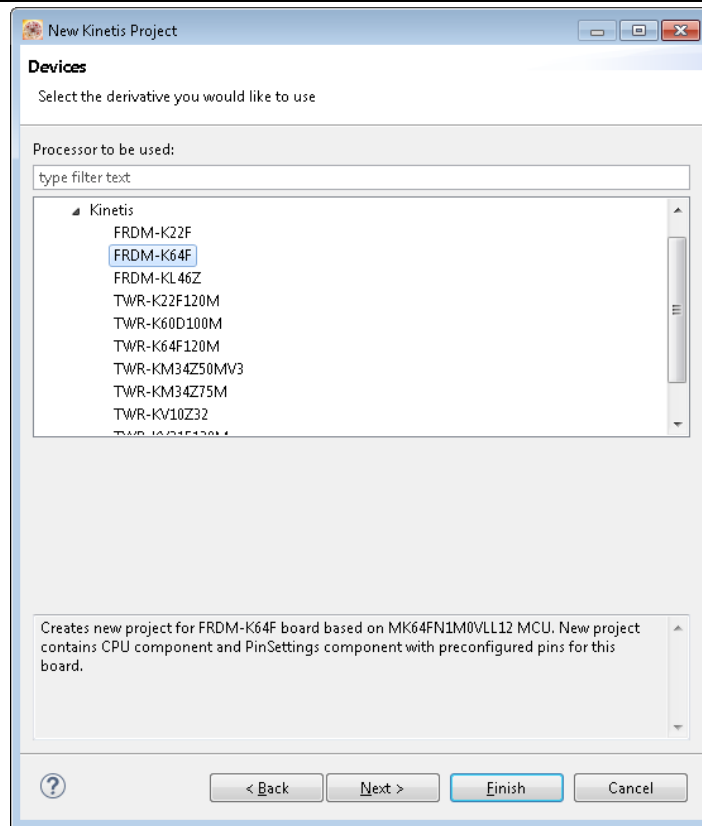 New Kinetis Project
Devices
Select the derivative you would like to use
Processor to be used:
type filter text
Kinetis
FRDM-K22F
FRDM-K64F
FRDM-KL46Z
TWR-K22F120M
TWR-K60D100M
TWR-K64F120M
TWR-KM34Z50MV3
TWR-KM34Z75M
TWR-KV10Z32
Creates new project for FRDM-K64F board based on MK64FN1M0VLL12 MCU. New project
contains CPU component and PinSettings component with preconfigured pins for this
board.
? < Back Next > Finish Cancel